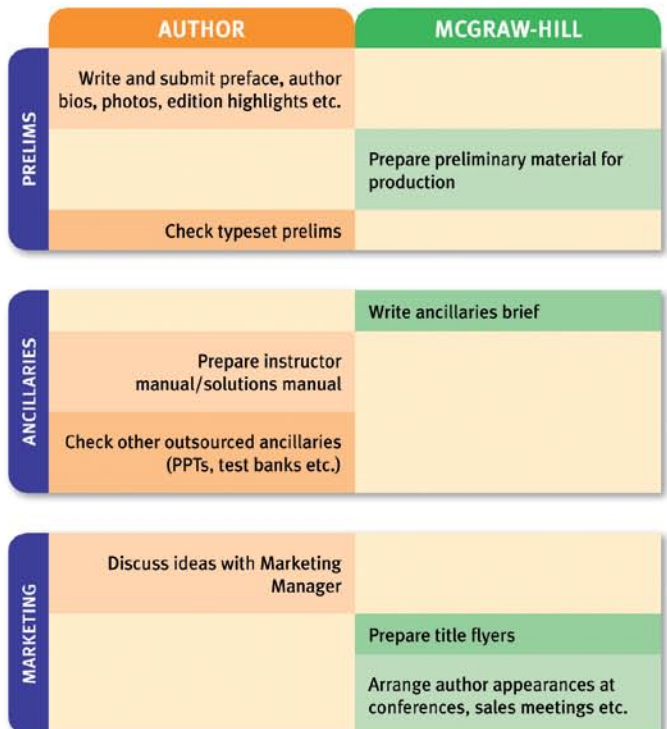 AUTHOR
MCGRAW-HILL
PRELIMS
Write and submit preface, author
bios, photos, edition highlights etc.
Prepare preliminary material for
production
Check typeset prelims
ANCILLARIES
Write ancillaries brief
Prepare instructor
manual/solutions manual
Check other outsourced ancillaries
(PPTs, test banks etc.)
MARKETING
Discuss ideas with Marketing
Manager
Prepare title flyers
Arrange author appearances at
conferences, sales meetings etc.